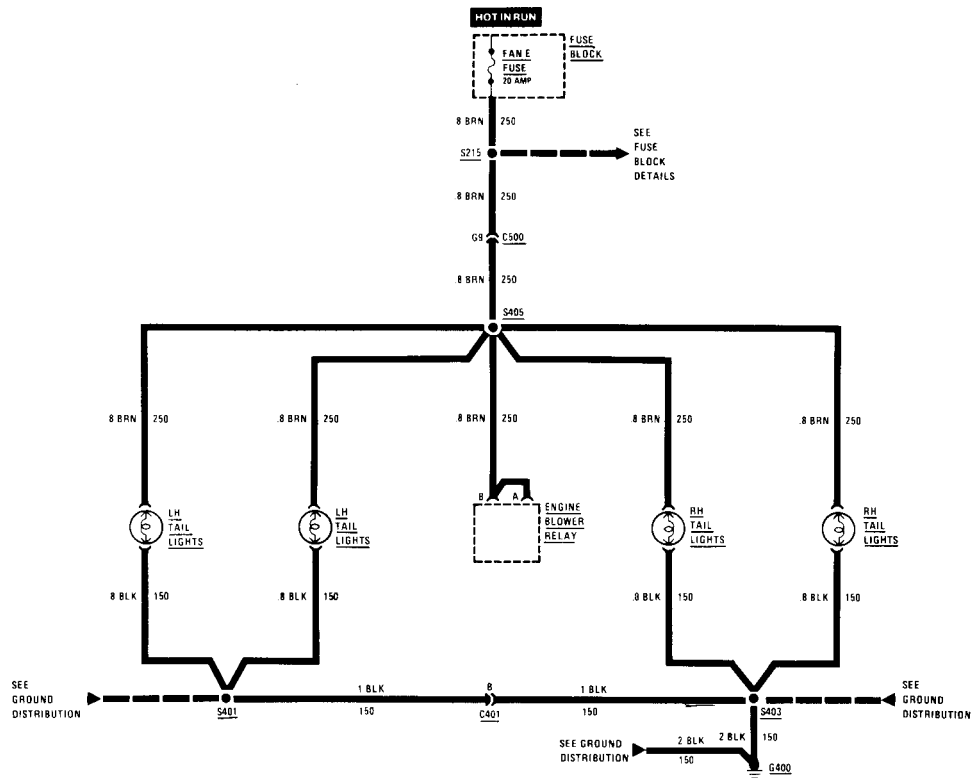 HOT IN RUN
FUSE
BLOCK
FAN E
FUSE
20 AMP
.8 BRN 250
S215
SEE
FUSE
BLOCK
DETAILS
.8 BRN 250
G9 C500
.8 BRN 250
S405
.8 BRN 250
.8 BRN 250
.8 BRN 250
.8 BRN 250
.8 BRN 250
LH
TAIL
LIGHTS
LH
TAIL
LIGHTS
B A
ENGINE
BLOWER
RELAY
RH
TAIL
LIGHTS
RH
TAIL
LIGHTS
.8 BLK 150
.8 BLK 150
.8 BLK 150
.8 BLK 150
SEE
GROUND
DISTRIBUTION
S401
1 BLK
150
B
C401
1 BLK
150
S403
SEE
GROUND
DISTRIBUTION
2 BLK 150
SEE GROUND
DISTRIBUTION
2 BLK
150
G400